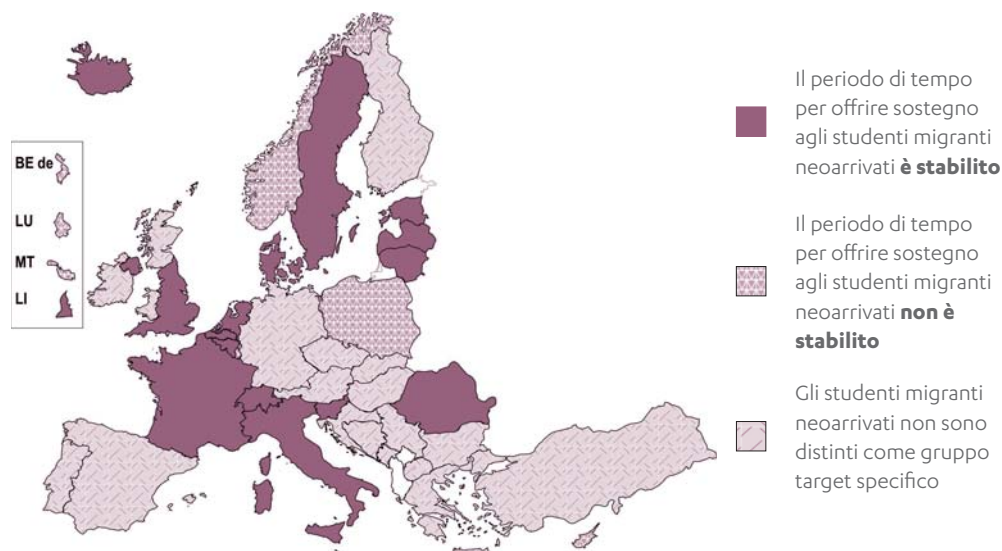 BE de
LU
MT
LI
Il periodo di tempo
per offrire sostegno
agli studenti migranti
neoarrivati è stabilito
Il periodo di tempo
per offrire sostegno
agli studenti migranti
neoarrivati non è
stabilito
Gli studenti migranti
neoarrivati non sono
distinti come gruppo
target specifico